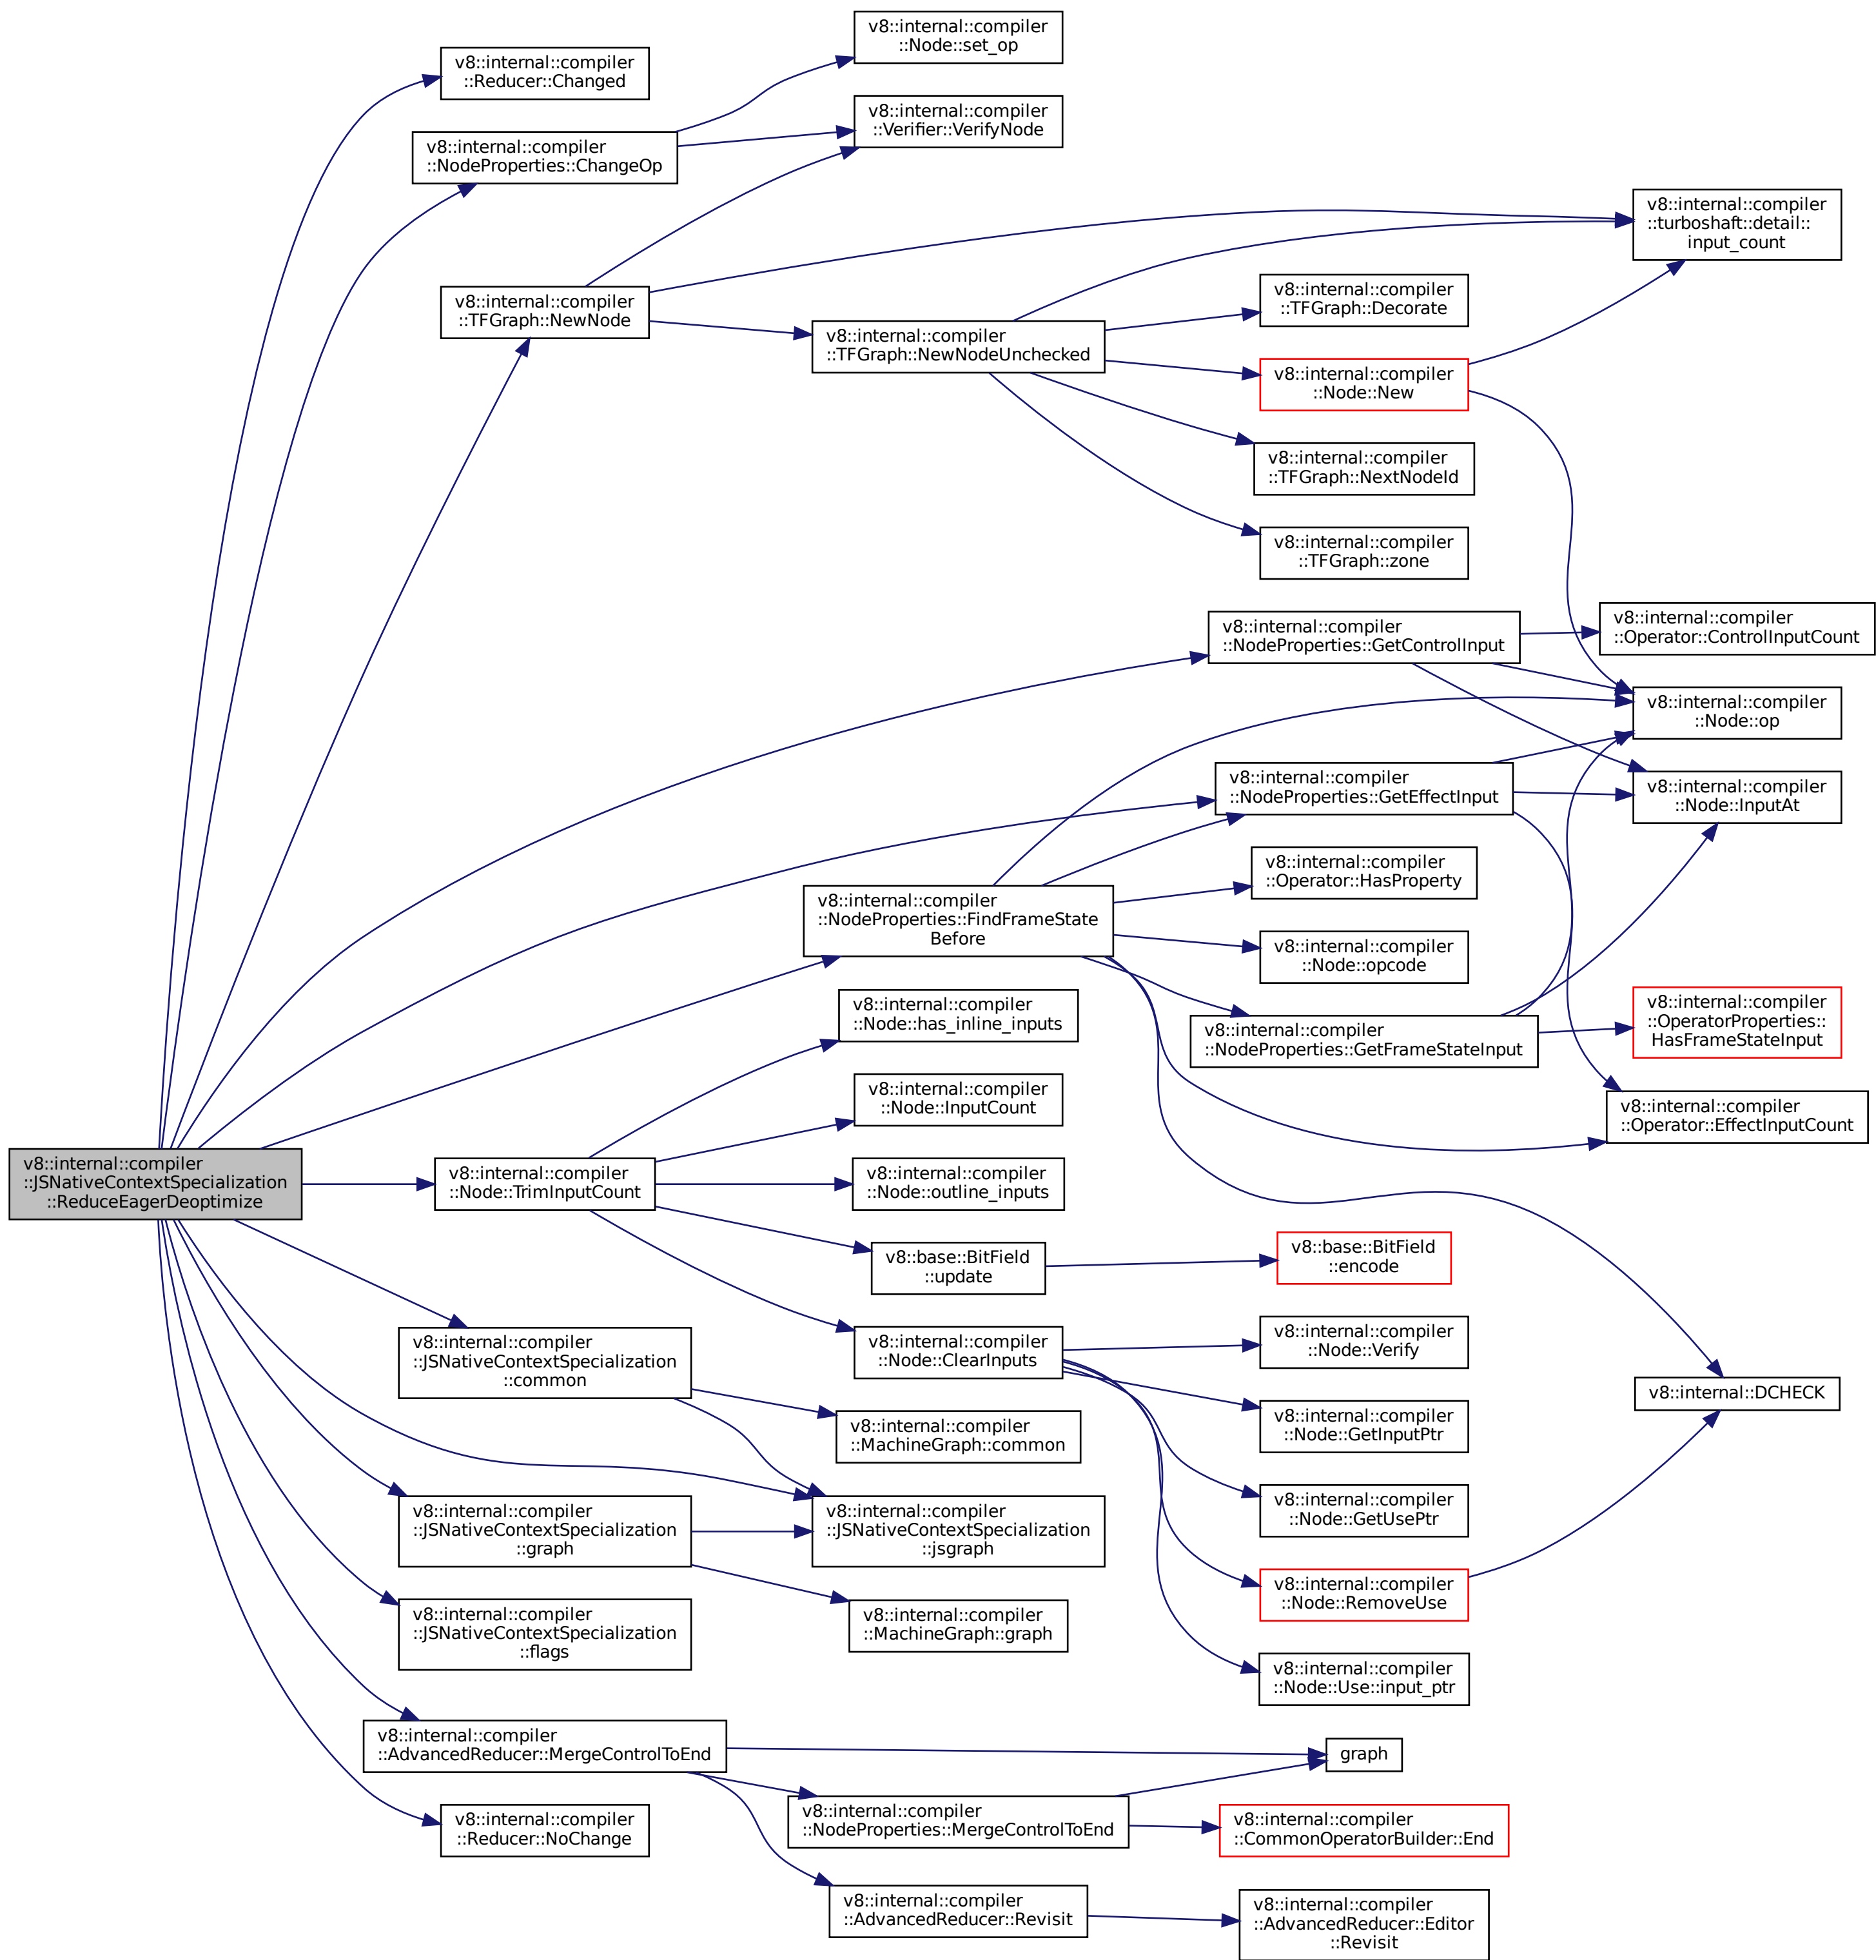 v8::internal::compiler
::Node::set_op
v8::internal::compiler
::Reducer::Changed
v8::internal::compiler
::Verifier::VerifyNode
v8::internal::compiler
::NodeProperties::ChangeOp
v8::internal::compiler
::turboshaft::detail::
input_count
v8::internal::compiler
::TFGraph::NewNode
v8::internal::compiler
::TFGraph::Decorate
v8::internal::compiler
::TFGraph::NewNodeUnchecked
v8::internal::compiler
::Node::New
v8::internal::compiler
::TFGraph::NextNodeId
v8::internal::compiler
::TFGraph::zone
v8::internal::compiler
::Operator::ControlInputCount
v8::internal::compiler
::NodeProperties::GetControlInput
v8::internal::compiler
::Node::op
v8::internal::compiler
::NodeProperties::GetEffectInput
v8::internal::compiler
::Node::InputAt
v8::internal::compiler
::Operator::HasProperty
v8::internal::compiler
::NodeProperties::FindFrameState
Before
v8::internal::compiler
::Node::opcode
v8::internal::compiler
::Node::has_inline_inputs
v8::internal::compiler
::NodeProperties::GetFrameStateInput
v8::internal::compiler
::OperatorProperties::
HasFrameStateInput
v8::internal::compiler
::Node::InputCount
v8::internal::compiler
::Operator::EffectInputCount
v8::internal::compiler
::JSNativeContextSpecialization
::ReduceEagerDeoptimize
v8::internal::compiler
::Node::TrimInputCount
v8::internal::compiler
::Node::outline_inputs
v8::base::BitField
::update
v8::base::BitField
::encode
v8::internal::compiler
::JSNativeContextSpecialization
::common
v8::internal::compiler
::Node::ClearInputs
v8::internal::compiler
::Node::Verify
v8::internal::DCHECK
v8::internal::compiler
::MachineGraph::common
v8::internal::compiler
::Node::GetInputPtr
v8::internal::compiler
::JSNativeContextSpecialization
::graph
v8::internal::compiler
::JSNativeContextSpecialization
::jsgraph
v8::internal::compiler
::Node::GetUsePtr
v8::internal::compiler
::Node::RemoveUse
v8::internal::compiler
::JSNativeContextSpecialization
::flags
v8::internal::compiler
::MachineGraph::graph
v8::internal::compiler
::Node::Use::input_ptr
v8::internal::compiler
::AdvancedReducer::MergeControlToEnd
graph
v8::internal::compiler
::Reducer::NoChange
v8::internal::compiler
::NodeProperties::MergeControlToEnd
v8::internal::compiler
::CommonOperatorBuilder::End
v8::internal::compiler
::AdvancedReducer::Revisit
v8::internal::compiler
::AdvancedReducer::Editor
::Revisit